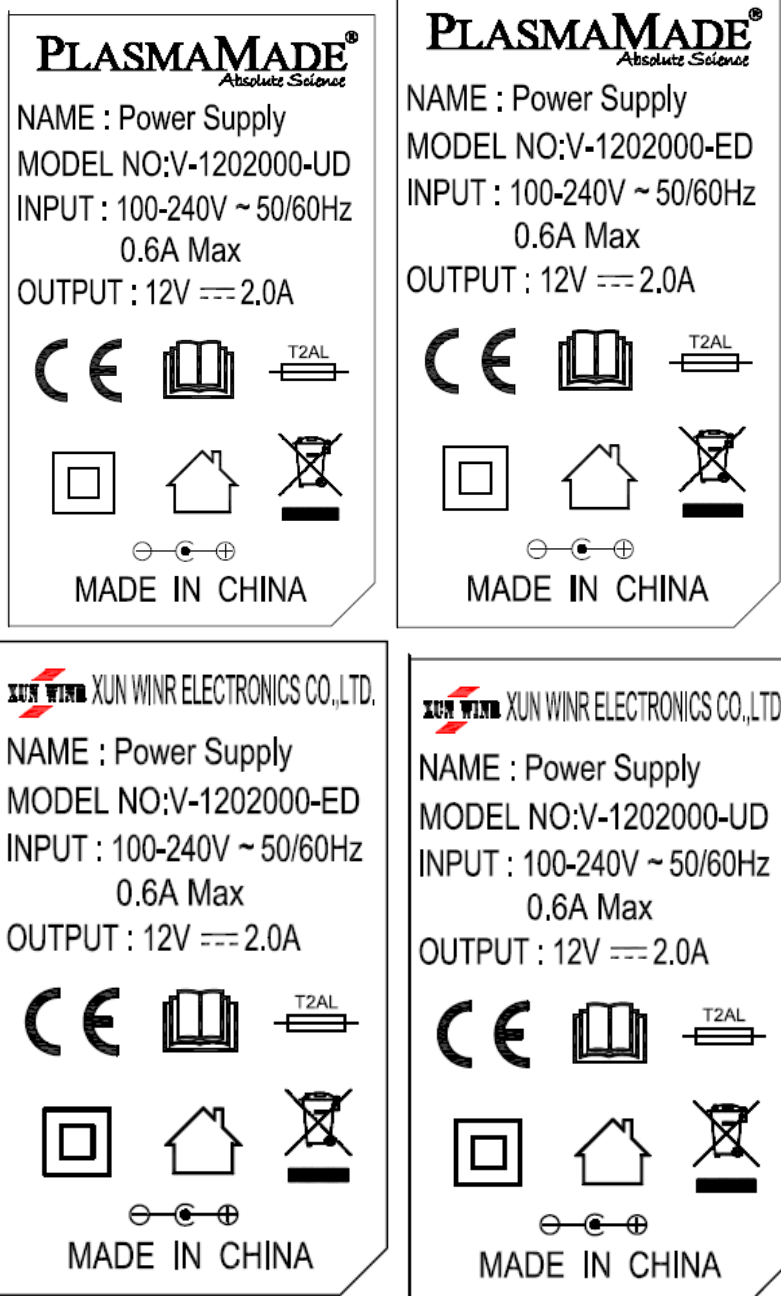 PLASMAMADE®
Absolute Science
NAME : Power Supply
MODEL NO:V-1202000-UD
INPUT : 100-240V ~ 50/60Hz
0.6A Max
OUTPUT : 12V ⎓ 2.0A
CE
T2AL
MADE IN CHINA
PLASMAMADE®
Absolute Science
NAME : Power Supply
MODEL NO:V-1202000-ED
INPUT : 100-240V ~ 50/60Hz
0.6A Max
OUTPUT : 12V ⎓ 2.0A
CE
T2AL
MADE IN CHINA
XUN WINR XUN WINR ELECTRONICS CO.,LTD.
NAME : Power Supply
MODEL NO:V-1202000-ED
INPUT : 100-240V ~ 50/60Hz
0.6A Max
OUTPUT : 12V ⎓ 2.0A
CE
T2AL
MADE IN CHINA
XUN WINR XUN WINR ELECTRONICS CO.,LTD
NAME : Power Supply
MODEL NO:V-1202000-UD
INPUT : 100-240V ~ 50/60Hz
0.6A Max
OUTPUT : 12V ⎓ 2.0A
CE
T2AL
MADE IN CHINA